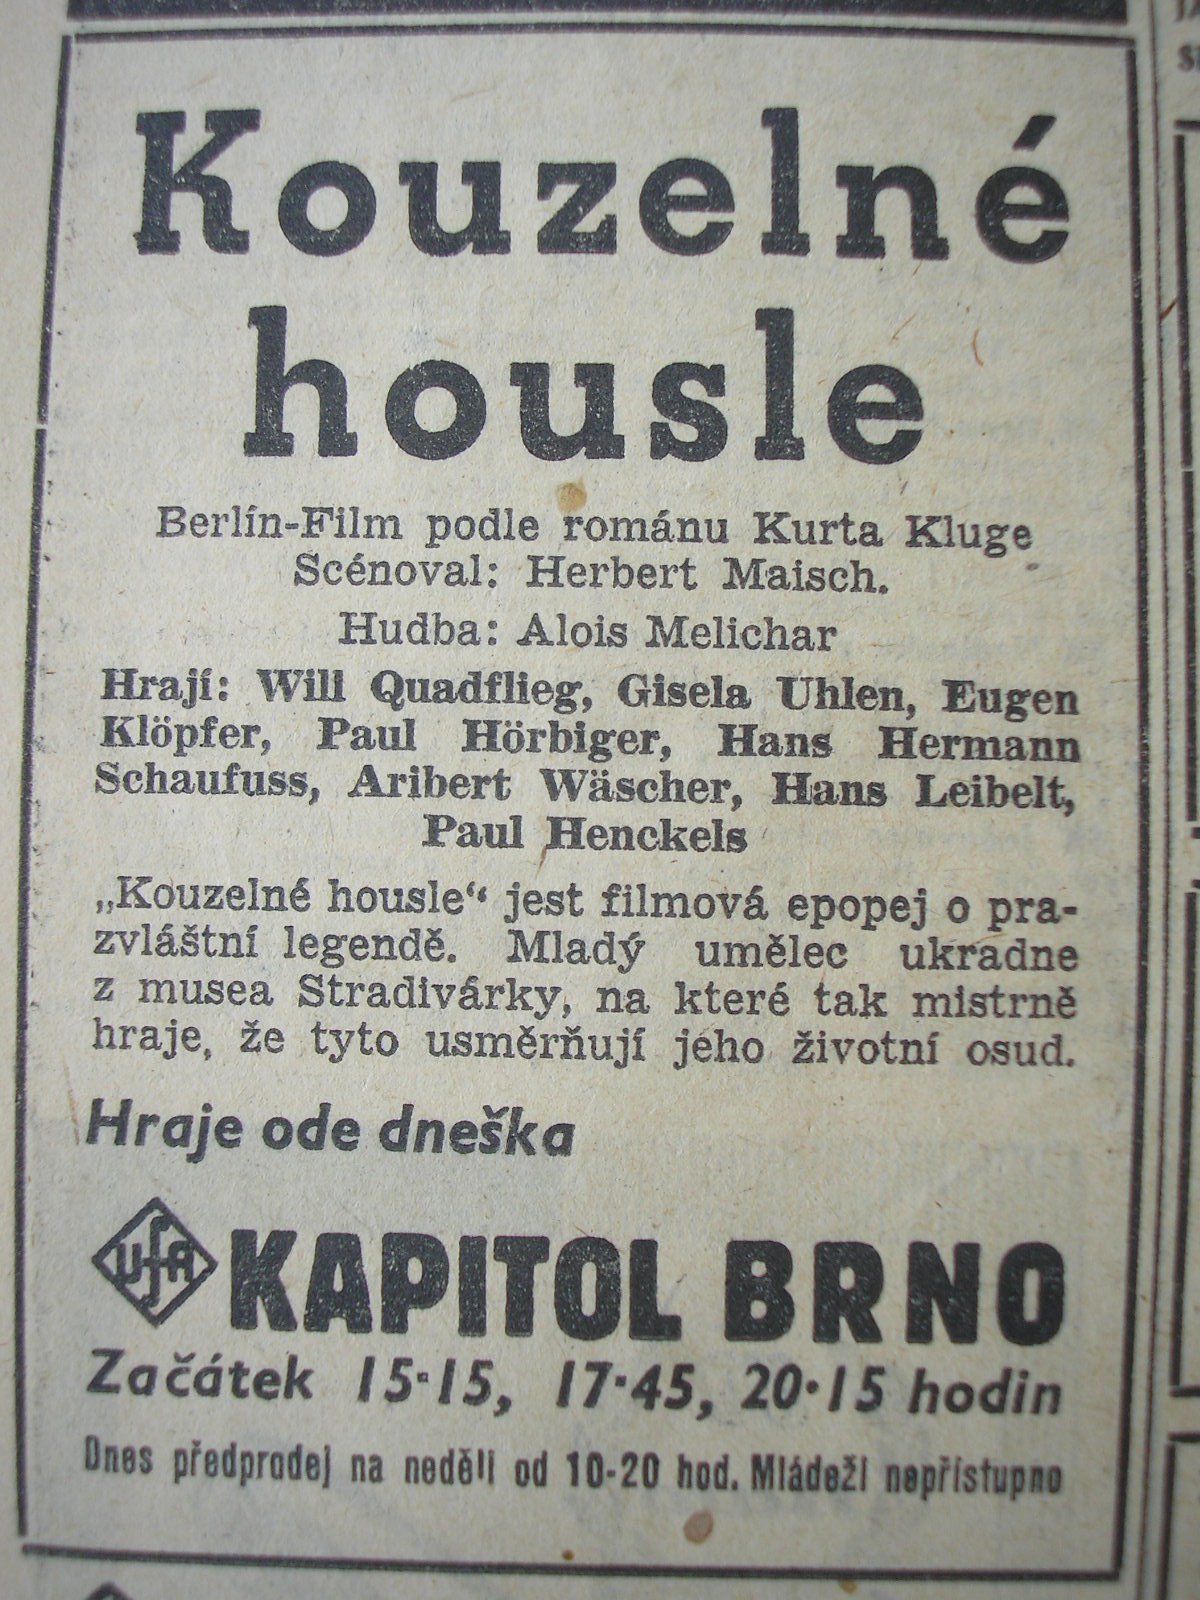 Kouzelné
housle
Berlín-Film podle románu Kurta Kluge
Scénoval: Herbert Maisch.
Hudba: Alois Melichar
Hrají: Will Quadflieg, Gisela Uhlen, Eugen
Klöpfer, Paul Hörbiger, Hans Hermann
Schaufuss, Aribert Wäscher, Hans Leibelt,
Paul Henckels
„Kouzelné housle“ jest filmová epopej o pra-
zvláštní legendě. Mladý umělec ukradne
z musea Stradivárky, na které tak mistrně
hraje, že tyto usměrňují jeho životní osud.
Hraje ode dneška
UFA KAPITOL BRNO
Začátek 15·15, 17·45, 20·15 hodin
Dnes předprodej na neděli od 10-20 hod. Mládeži nepřístupno